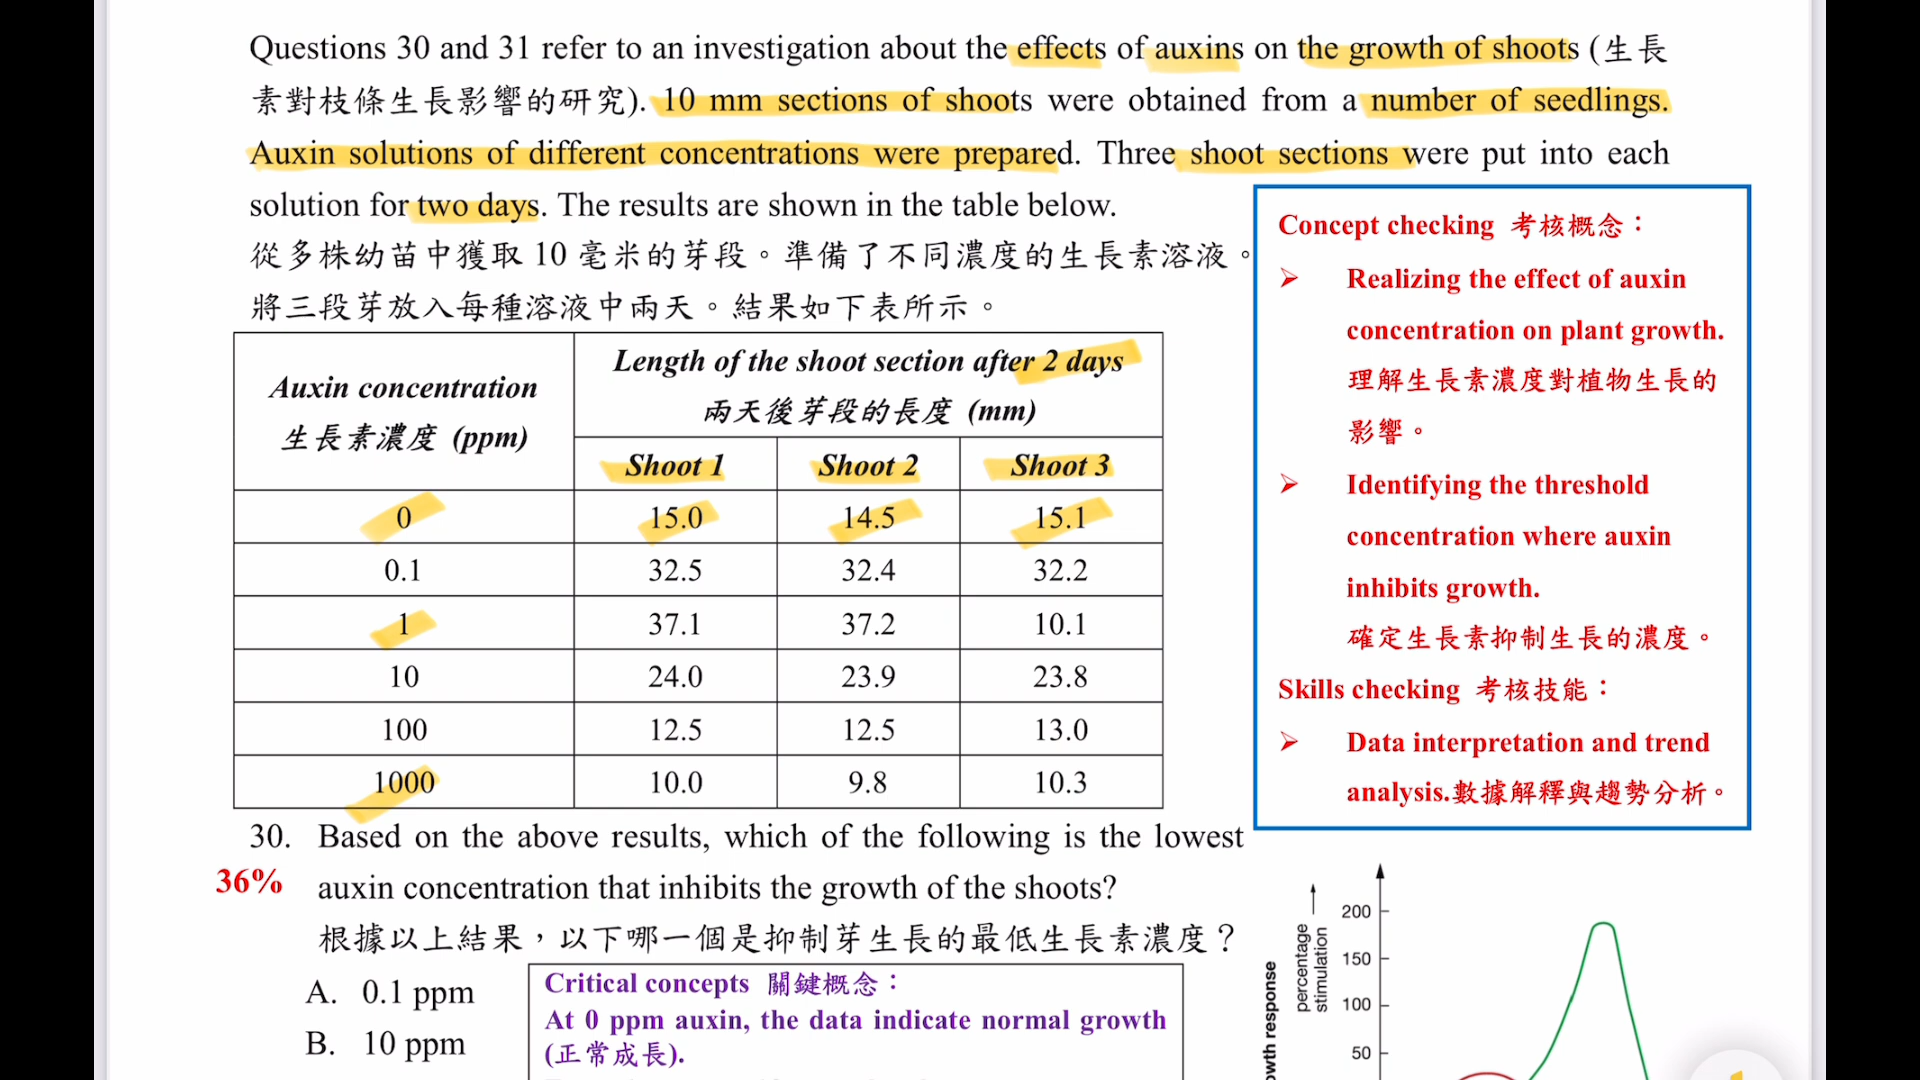 Questions 30 and 31 refer to an investigation about the effects of auxins on the growth of shoots (生長
素對枝條生長影響的研究). 10 mm sections of shoots were obtained from a number of seedlings.
Auxin solutions of different concentrations were prepared. Three shoot sections were put into each
solution for two days. The results are shown in the table below.
從多株幼苗中獲取 10 毫米的芽段。準備了不同濃度的生長素溶液。
將三段芽放入每種溶液中兩天。結果如下表所示。
Auxin concentration
生長素濃度 (ppm)
Length of the shoot section after 2 days
兩天後芽段的長度 (mm)
Shoot 1 Shoot 2 Shoot 3
0 15.0 14.5 15.1
0.1 32.5 32.4 32.2
1 37.1 37.2 10.1
10 24.0 23.9 23.8
100 12.5 12.5 13.0
1000 10.0 9.8 10.3
Concept checking 考核概念：
➢ Realizing the effect of auxin
concentration on plant growth.
理解生長素濃度對植物生長的
影響。
➢ Identifying the threshold
concentration where auxin
inhibits growth.
確定生長素抑制生長的濃度。
Skills checking 考核技能：
➢ Data interpretation and trend
analysis.數據解釋與趨勢分析。
30. Based on the above results, which of the following is the lowest
36% auxin concentration that inhibits the growth of the shoots?
根據以上結果，以下哪一個是抑制芽生長的最低生長素濃度？
A. 0.1 ppm
B. 10 ppm
Critical concepts 關鍵概念：
At 0 ppm auxin, the data indicate normal growth
(正常成長).
percentage
stimulation
200
150
100
50